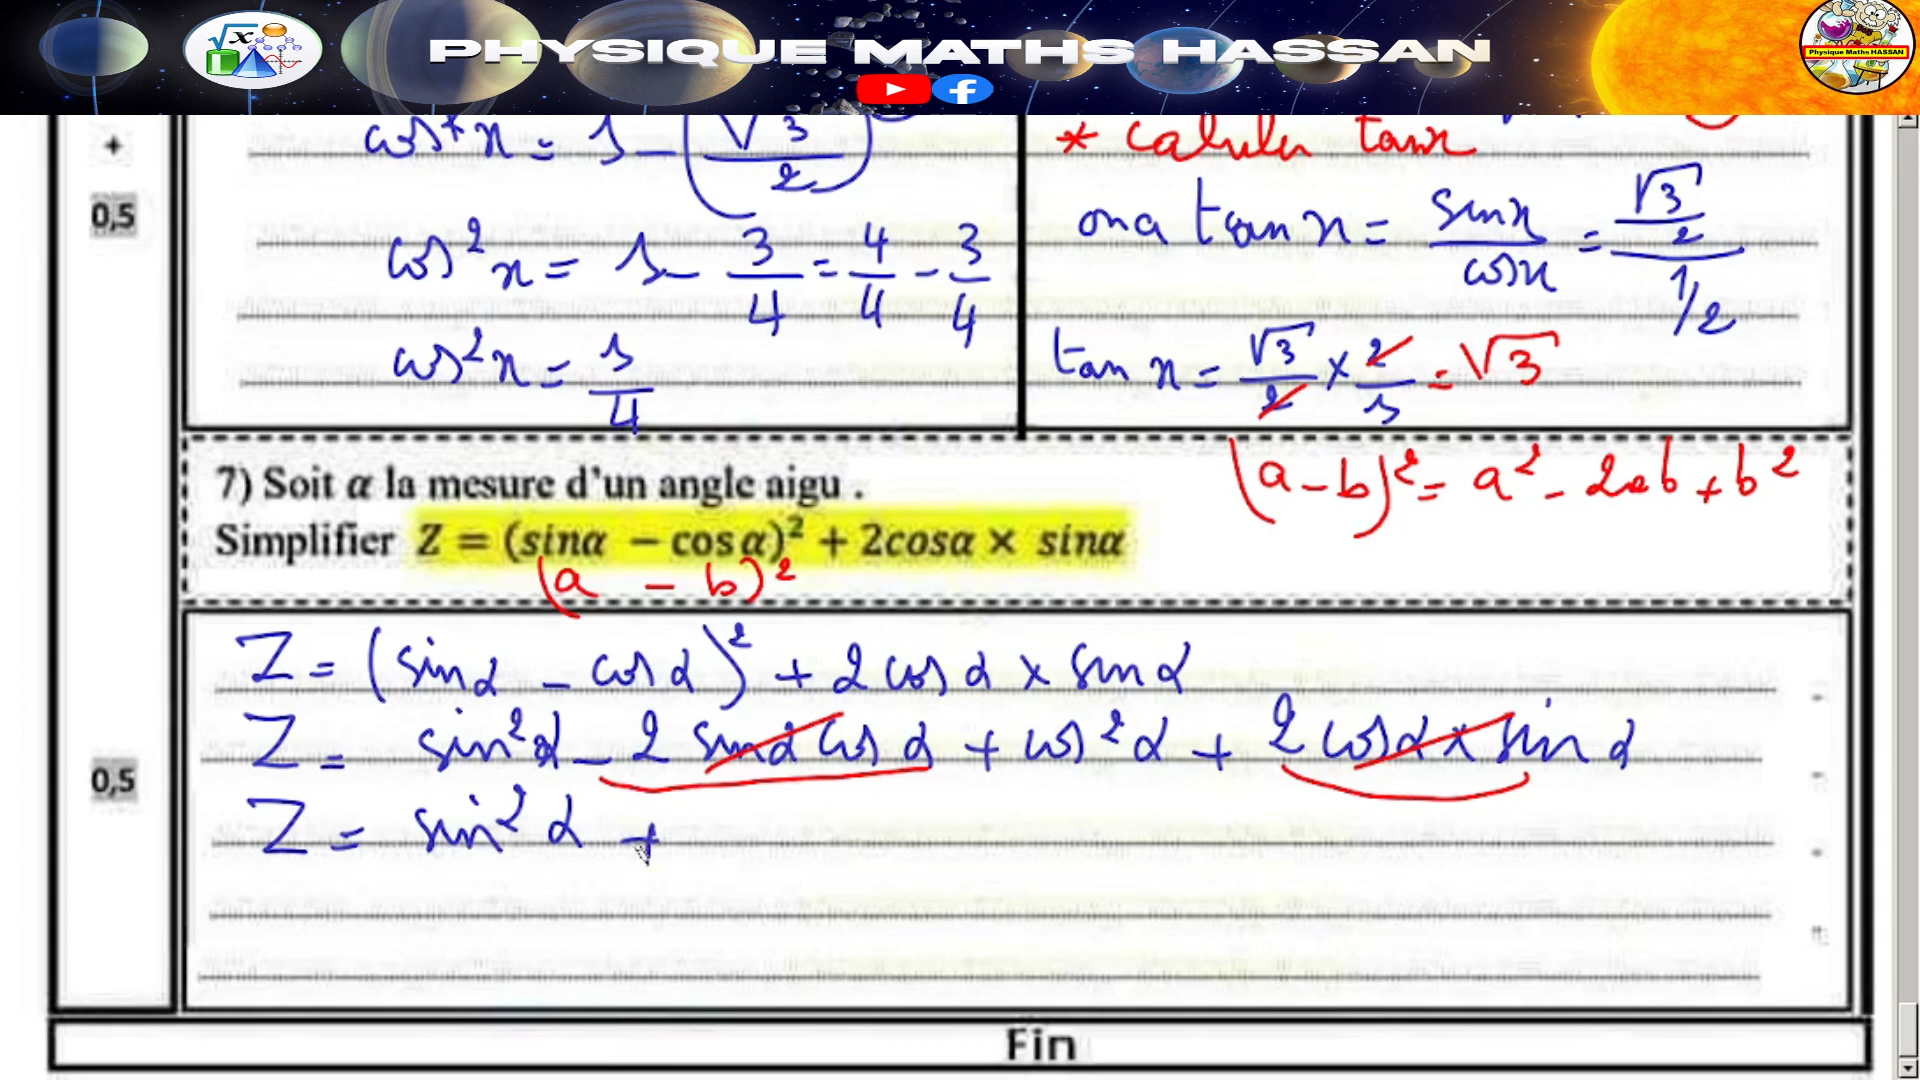 PHYSIQUE MATHS HASSAN
Physique Maths HASSAN
+
0,5
cos²x = 1 - (√3/2)
cos²x = 1 - 3/4 = 4/4 - 3/4
cos²x = 1/4
* calculer tanx
on a tan x = sinx/cosx = (√3/2)/(1/2)
tan x = √3/2 × 2/1 = √3
7) Soit α la mesure d'un angle aigu .
(a - b)² = a² - 2ab + b²
Simplifier Z = (sinα - cos α)² + 2cosα × sinα
(a - b)²
Z = (sinα - cosα)² + 2cosα × sinα
Z = sin²α - 2 sinα cosα + cos²α + 2 cosα × sinα
0,5
Z = sin²α +
Fin